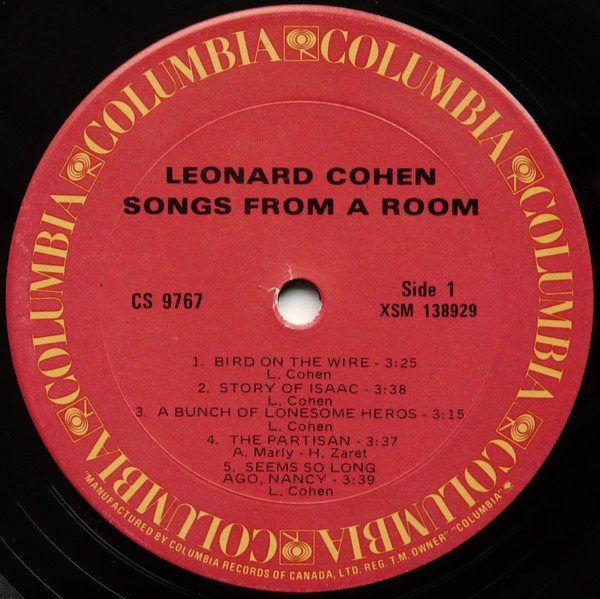 COLUMBIA COLUMBIA COLUMBIA COLUMBIA COLUMBIA COLUMBIA COLUMBIA COLUMBIA
LEONARD COHEN
SONGS FROM A ROOM
CS 9767
Side 1
XSM 138929
1. BIRD ON THE WIRE - 3:25
L. Cohen
2. STORY OF ISAAC - 3:38
L. Cohen
3. A BUNCH OF LONESOME HEROS - 3:15
L. Cohen
4. THE PARTISAN - 3:37
A. Marly - H. Zaret
5. SEEMS SO LONG
AGO, NANCY - 3:39
L. Cohen
"MANUFACTURED BY COLUMBIA RECORDS OF CANADA, LTD. REG. T.M. OWNER" "COLUMBIA"